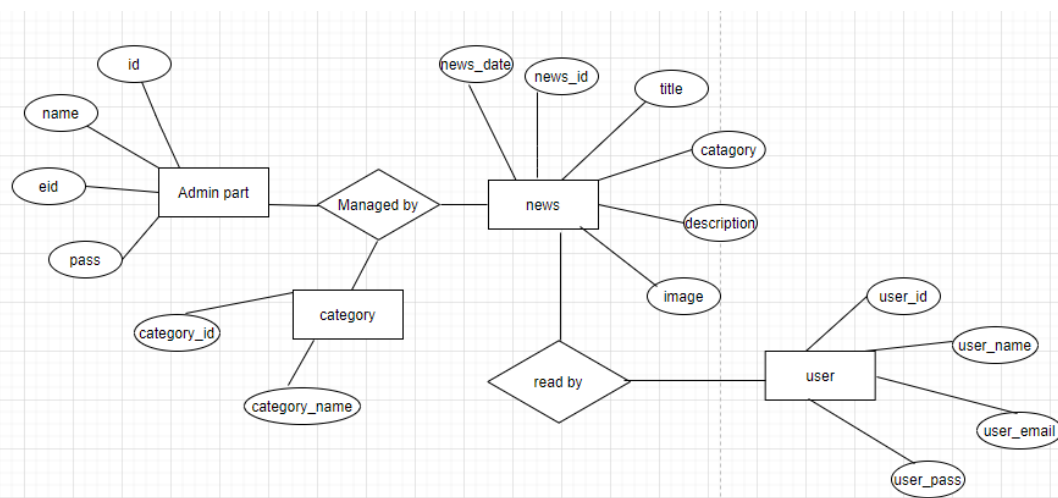 id
name
eid
pass
Admin part
Managed by
category
category_id
category_name
news_date
news_id
title
catagory
description
image
news
read by
user
user_id
user_name
user_email
user_pass